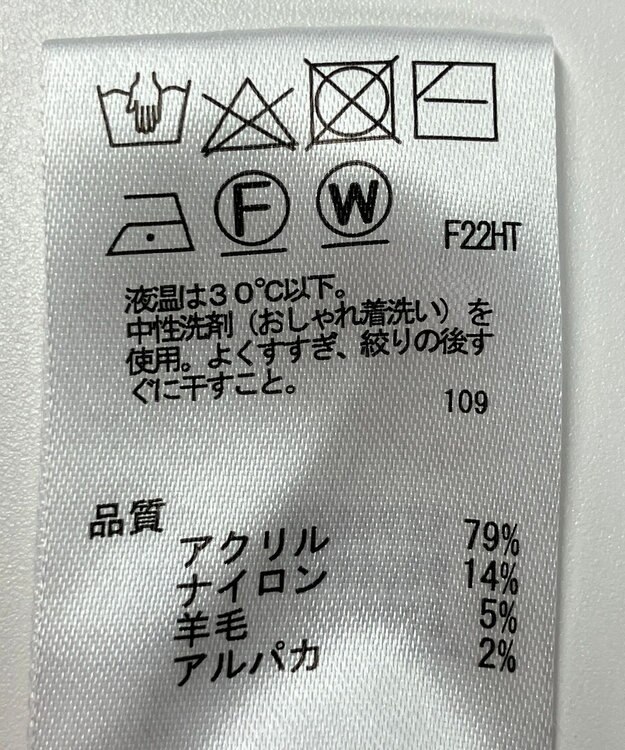 F W F22HT
液温は30℃以下。
中性洗剤（おしゃれ着洗い）を
使用。よくすすぎ、絞りの後す
ぐに干すこと。
109
品質
アクリル 79%
ナイロン 14%
羊毛 5%
アルパカ 2%